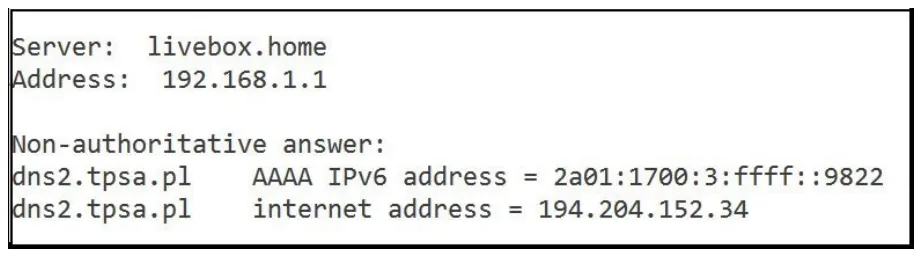 Server:  livebox.home
Address:  192.168.1.1
Non-authoritative answer:
dns2.tpsa.pl    AAAA IPv6 address = 2a01:1700:3:ffff::9822
dns2.tpsa.pl    internet address = 194.204.152.34